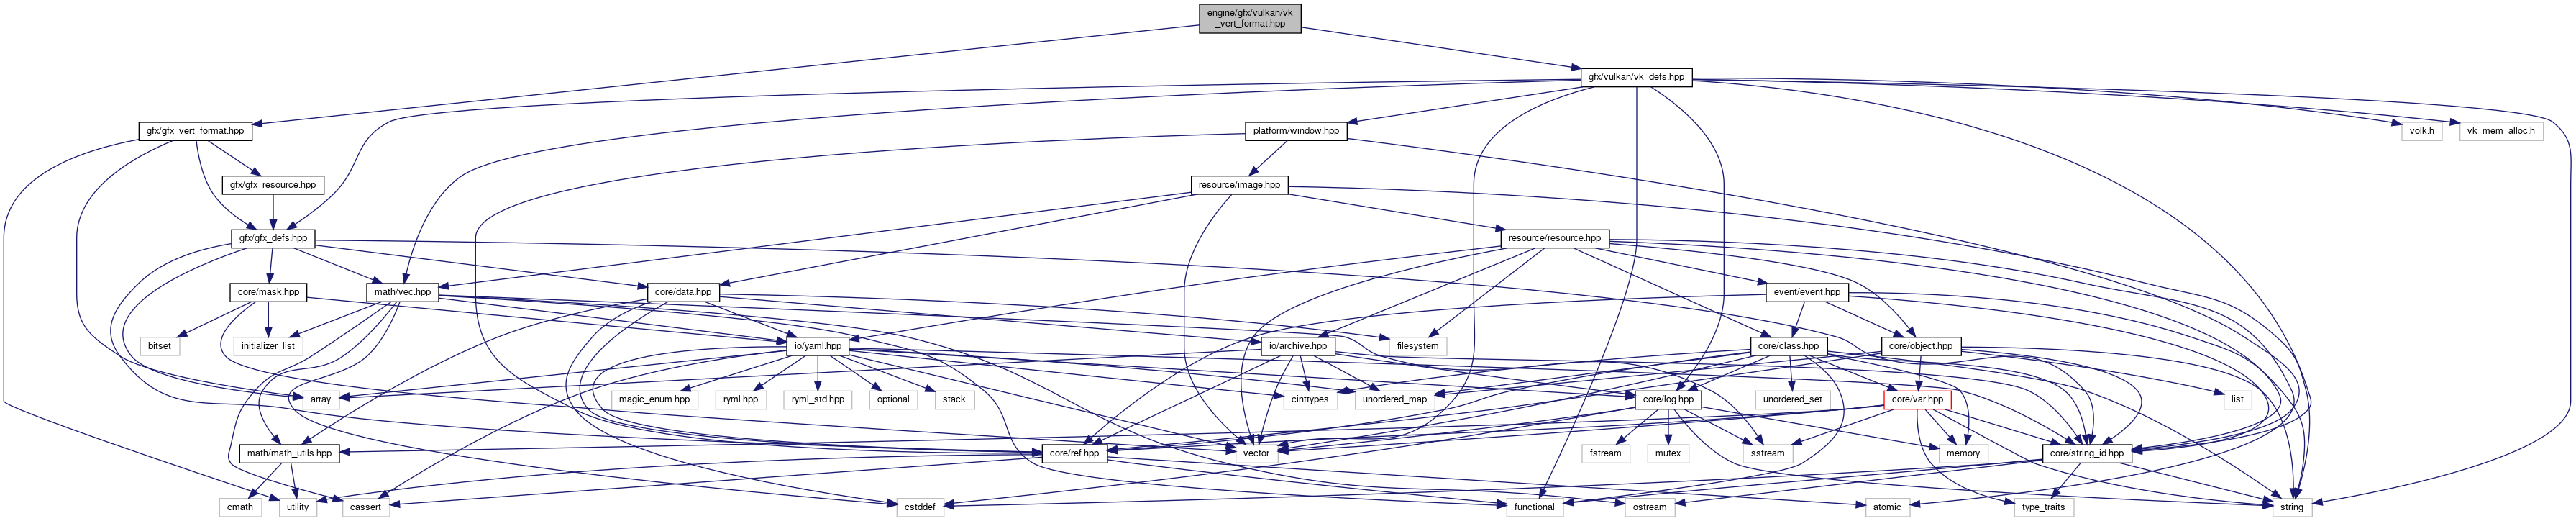 engine/gfx/vulkan/vk
_vert_format.hpp
gfx/vulkan/vk_defs.hpp
gfx/gfx_vert_format.hpp
platform/window.hpp
volk.h
vk_mem_alloc.h
gfx/gfx_resource.hpp
resource/image.hpp
gfx/gfx_defs.hpp
resource/resource.hpp
core/mask.hpp
math/vec.hpp
core/data.hpp
event/event.hpp
bitset
initializer_list
io/yaml.hpp
filesystem
io/archive.hpp
core/class.hpp
core/object.hpp
array
magic_enum.hpp
ryml.hpp
ryml_std.hpp
optional
stack
cinttypes
unordered_map
core/log.hpp
unordered_set
core/var.hpp
list
math/math_utils.hpp
core/ref.hpp
vector
fstream
mutex
sstream
memory
core/string_id.hpp
cmath
utility
cassert
cstddef
functional
ostream
atomic
type_traits
string